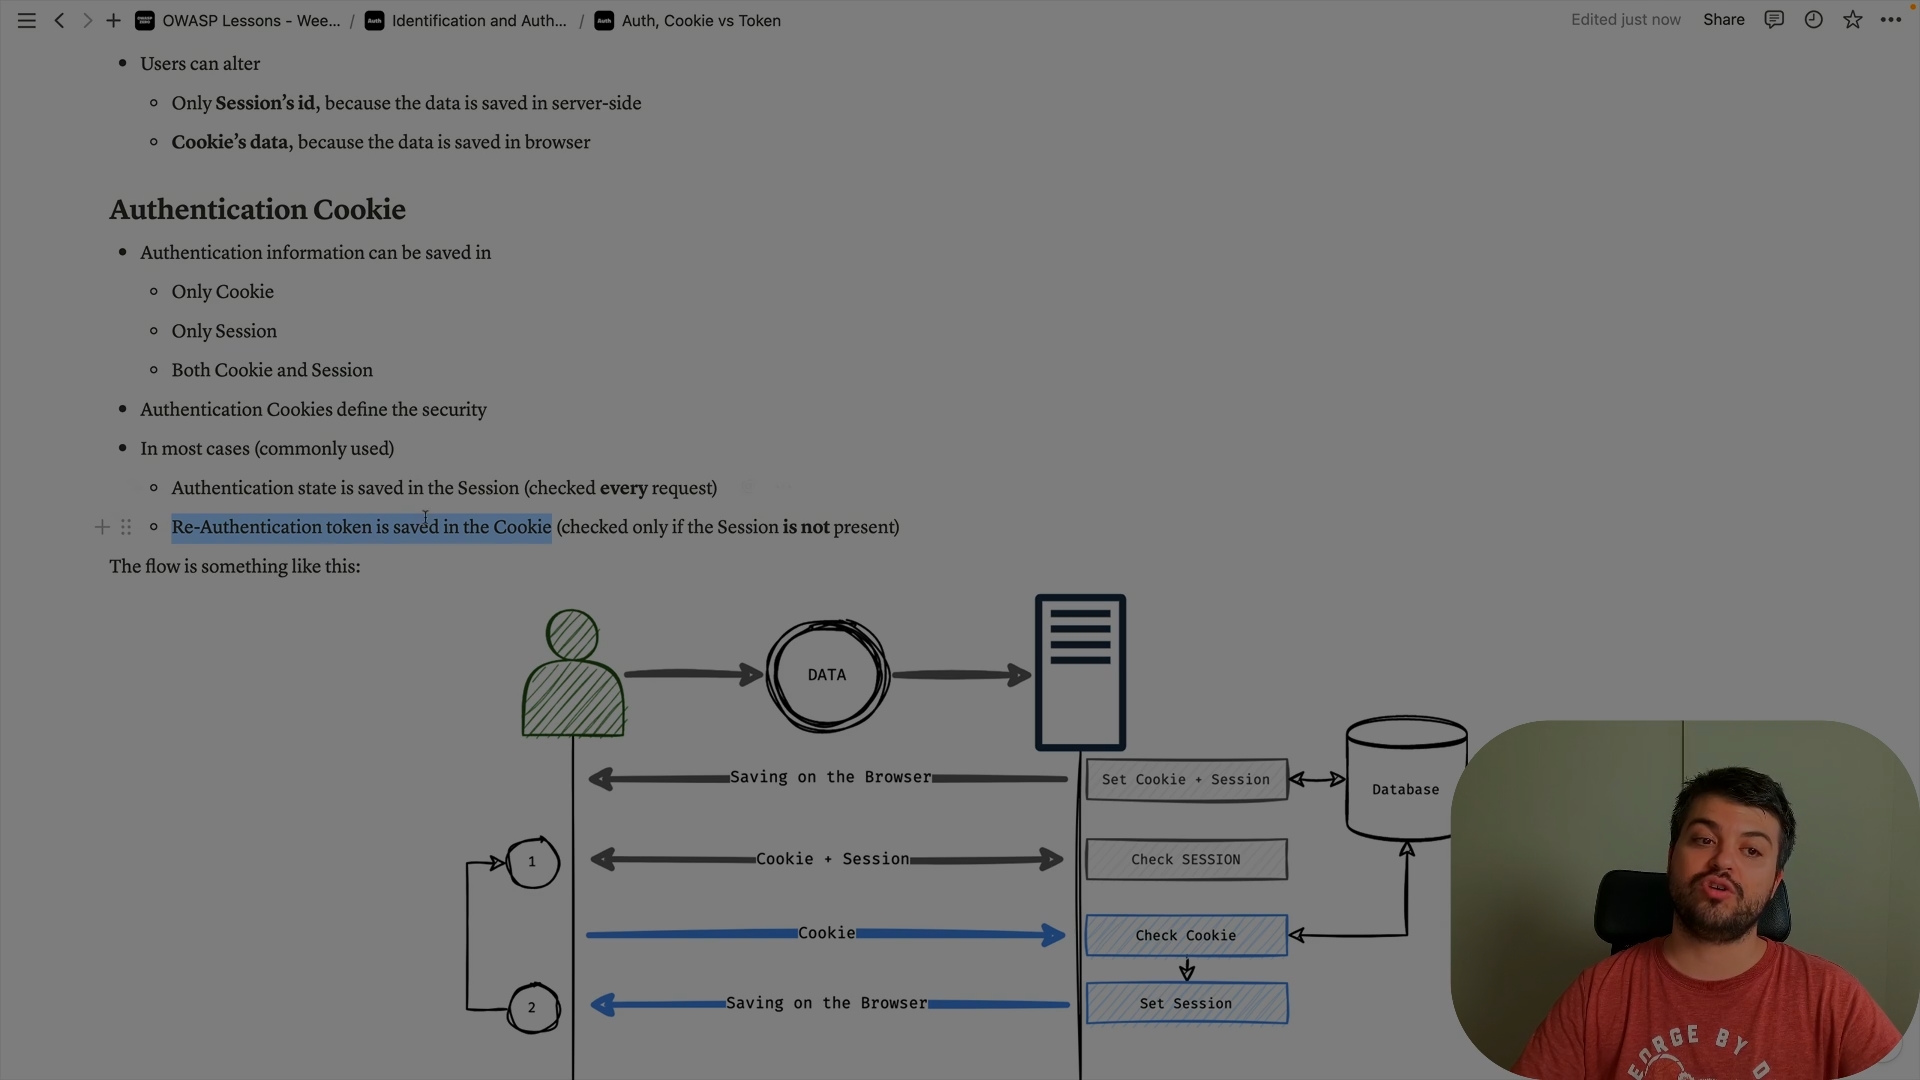 OWASP Lessons - Wee... / Auth Identification and Auth... / Auth Auth, Cookie vs Token
Edited just now Share
Users can alter
Only Session’s id, because the data is saved in server-side
Cookie’s data, because the data is saved in browser
Authentication Cookie
Authentication information can be saved in
Only Cookie
Only Session
Both Cookie and Session
Authentication Cookies define the security
In most cases (commonly used)
Authentication state is saved in the Session (checked every request)
Re-Authentication token is saved in the Cookie (checked only if the Session is not present)
The flow is something like this:
DATA
Saving on the Browser
Set Cookie + Session
Database
1
Cookie + Session
Check SESSION
Cookie
Check Cookie
2
Saving on the Browser
Set Session